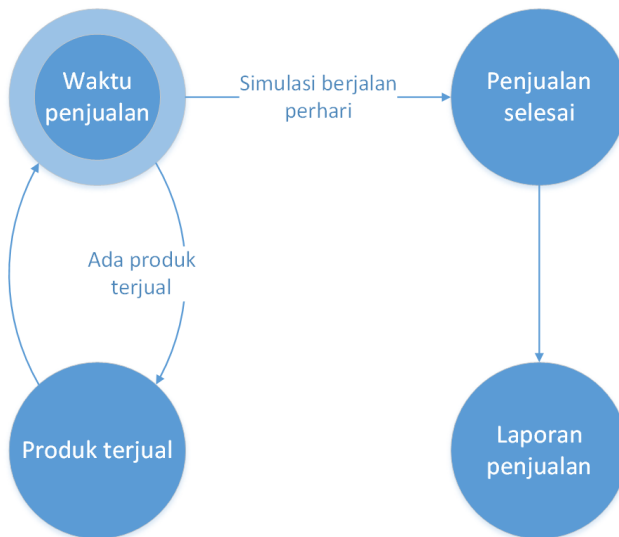 Waktu
penjualan
Simulasi berjalan
perhari
Penjualan
selesai
Ada produk
terjual
Produk terjual
Laporan
penjualan